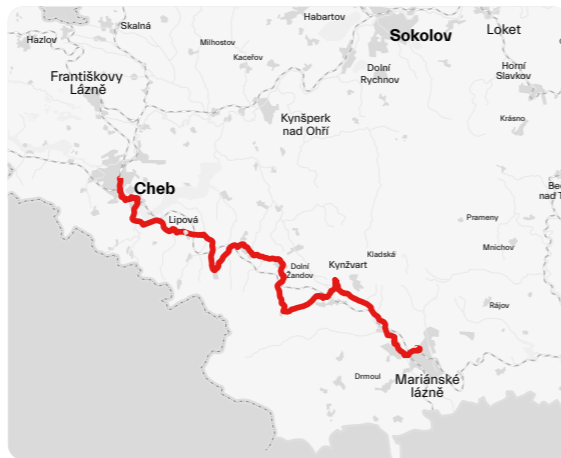 Habartov
Skalná
Loket
Sokolov
Hazlov
Milhostov
Kaceřov
Horní
Slavkov
Dolní
Rychnov
Františkovy
Lázně
Kynšperk
nad Ohří
Krásno
Cheb
nad T
Lipová
Prameny
Mnichov
Kladská
Kynžvart
Dolní
Žandov
Rájov
Drmoul
Mariánské
lázně